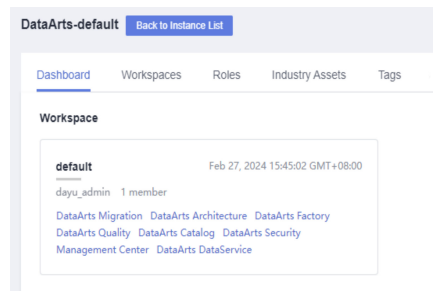 DataArts-default Back to Instance List
Dashboard Workspaces Roles Industry Assets Tags
Workspace
default Feb 27, 2024 15:45:02 GMT+08:00
dayu_admin 1 member
DataArts Migration DataArts Architecture DataArts Factory
DataArts Quality DataArts Catalog DataArts Security
Management Center DataArts DataService